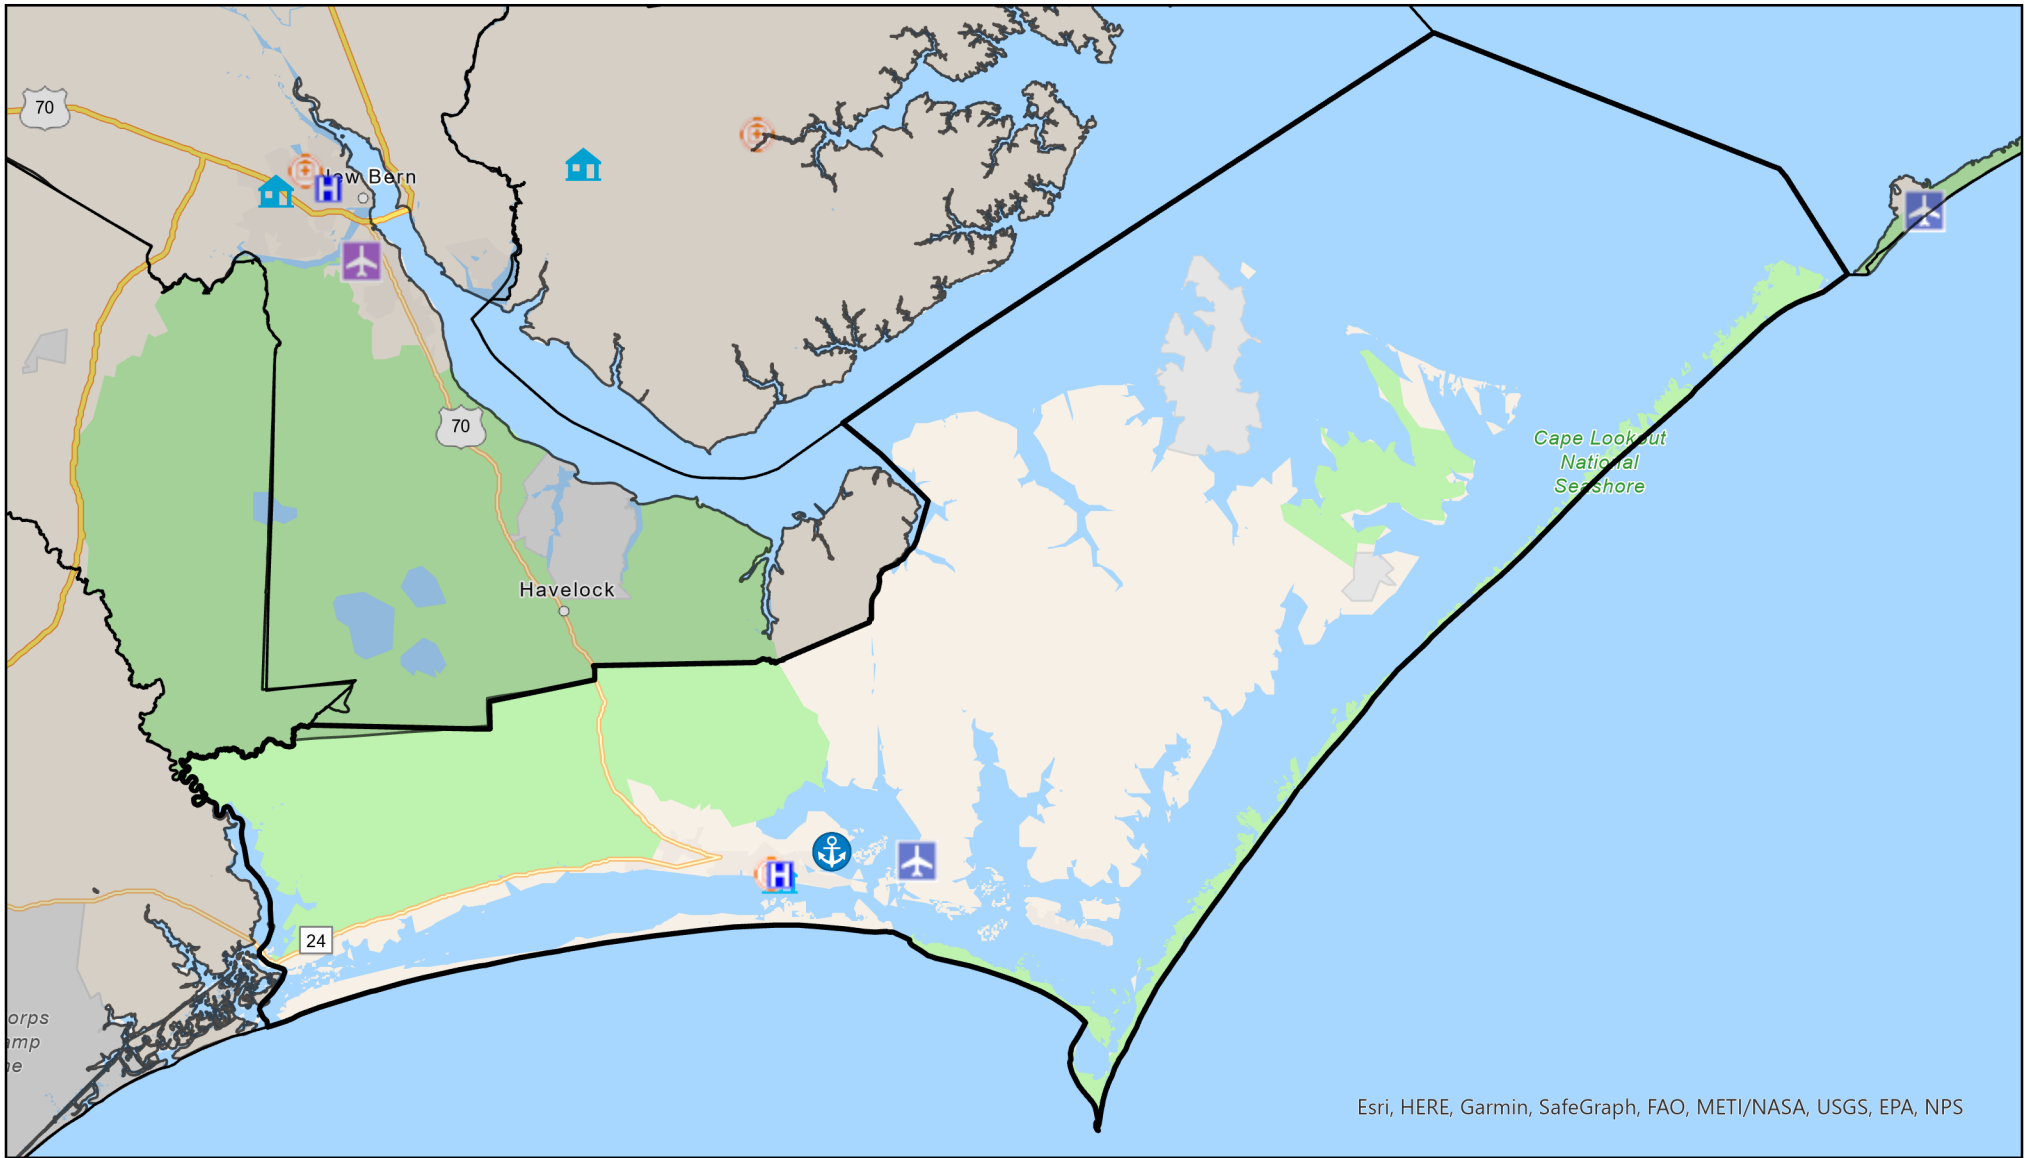 70
New Bern
70
Cape Lookout
National
Seashore
Havelock
H
H
24
orps
amp
ne
Esri, HERE, Garmin, SafeGraph, FAO, METI/NASA, USGS, EPA, NPS